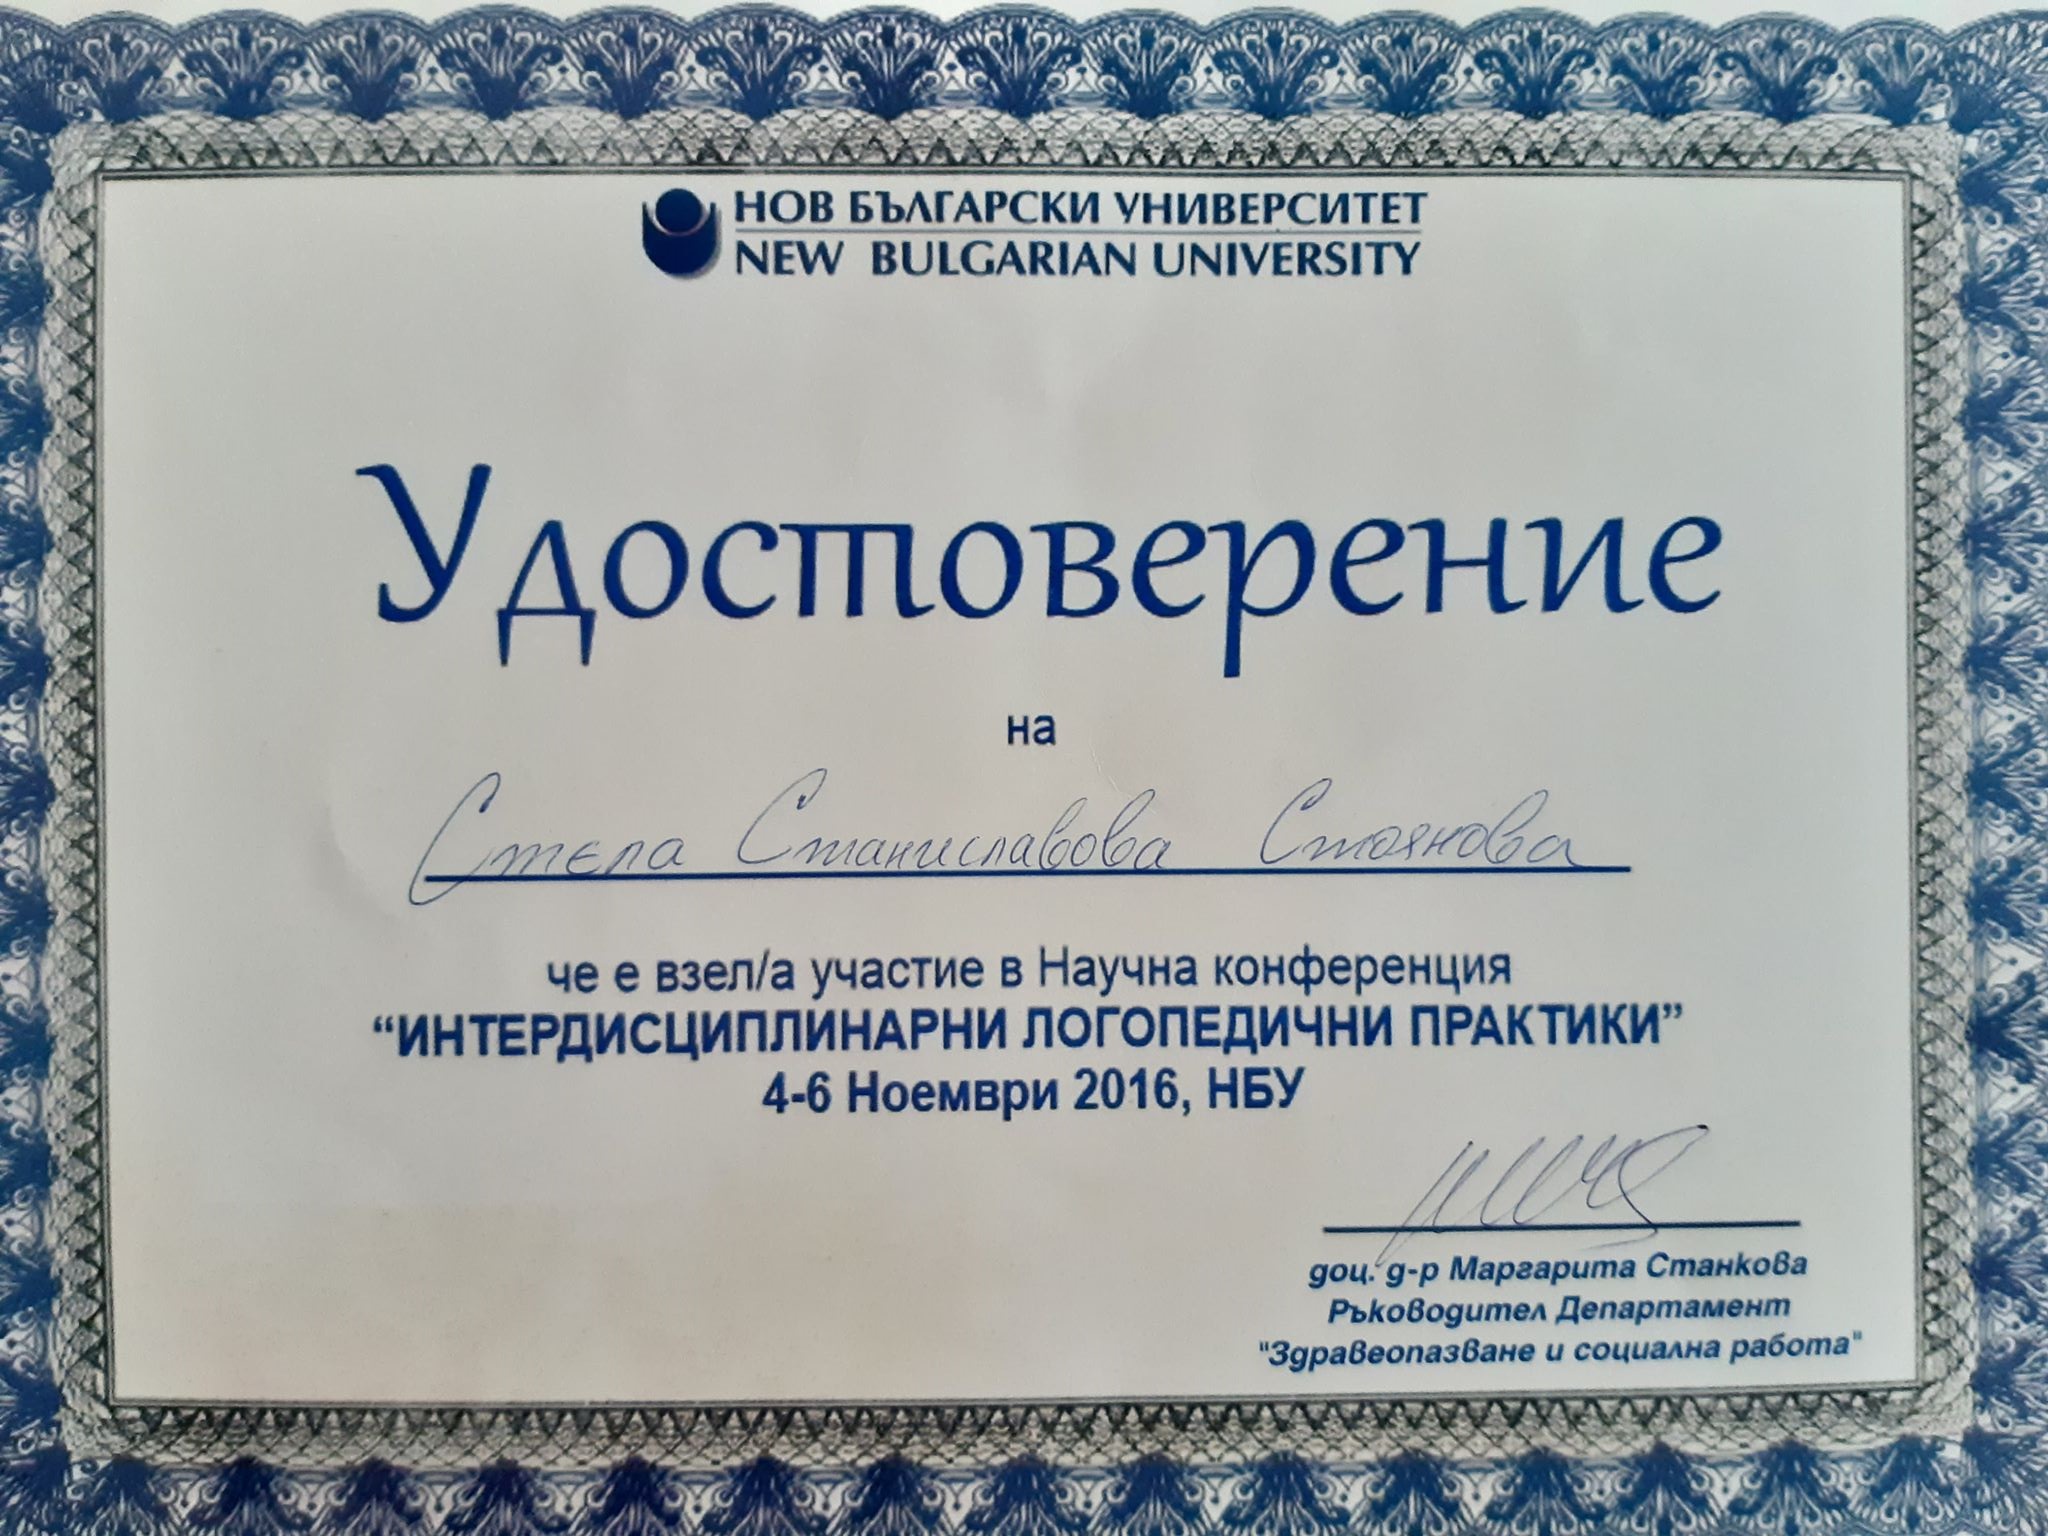 НОВ БЪЛГАРСКИ УНИВЕРСИТЕТ
NEW BULGARIAN UNIVERSITY
Удостоверение
на
Стела Станиславова Стоянова
че е взел/а участие в Научна конференция
“ИНТЕРДИСЦИПЛИНАРНИ ЛОГОПЕДИЧНИ ПРАКТИКИ”
4-6 Ноември 2016, НБУ
доц. д-р Маргарита Станкова
Ръководител Департамент
"Здравеопазване и социална работа"